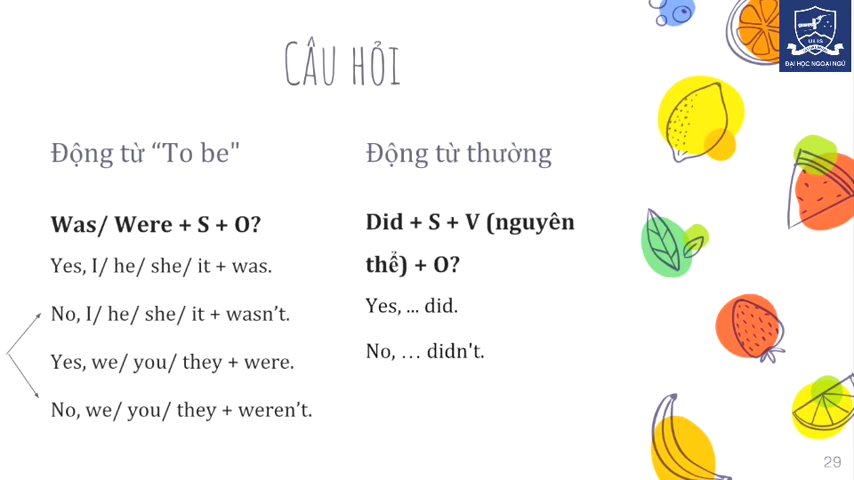 CÂU HỎI
ULIS
ĐẠI HỌC NGOẠI NGỮ
Động từ “To be"
Was/ Were + S + O?
Yes, I/ he/ she/ it + was.
No, I/ he/ she/ it + wasn’t.
Yes, we/ you/ they + were.
No, we/ you/ they + weren’t.
Động từ thường
Did + S + V (nguyên
thể) + O?
Yes, ... did.
No, … didn't.
29